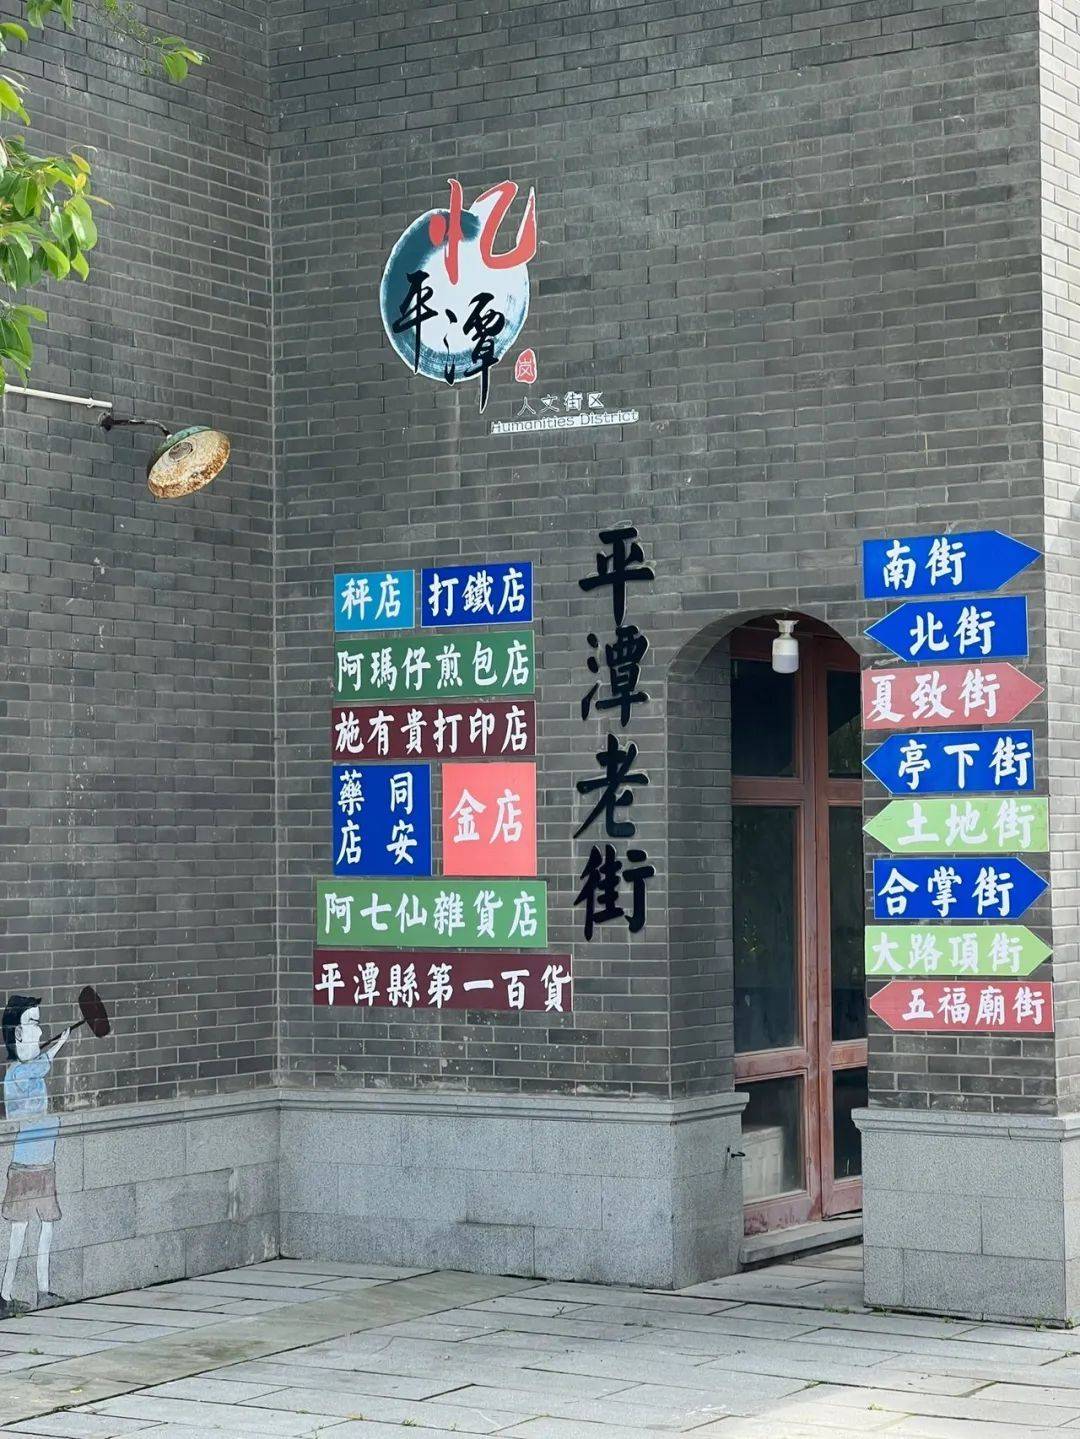 忆
平潭
岚
人文街区
Humanities District
平潭老街
秤店
打鐵店
阿瑪仔煎包店
施有貴打印店
同安藥店
金店
阿七仙雜貨店
平潭縣第一百貨
南街
北街
夏致街
亭下街
土地街
合掌街
大路頂街
五福廟街